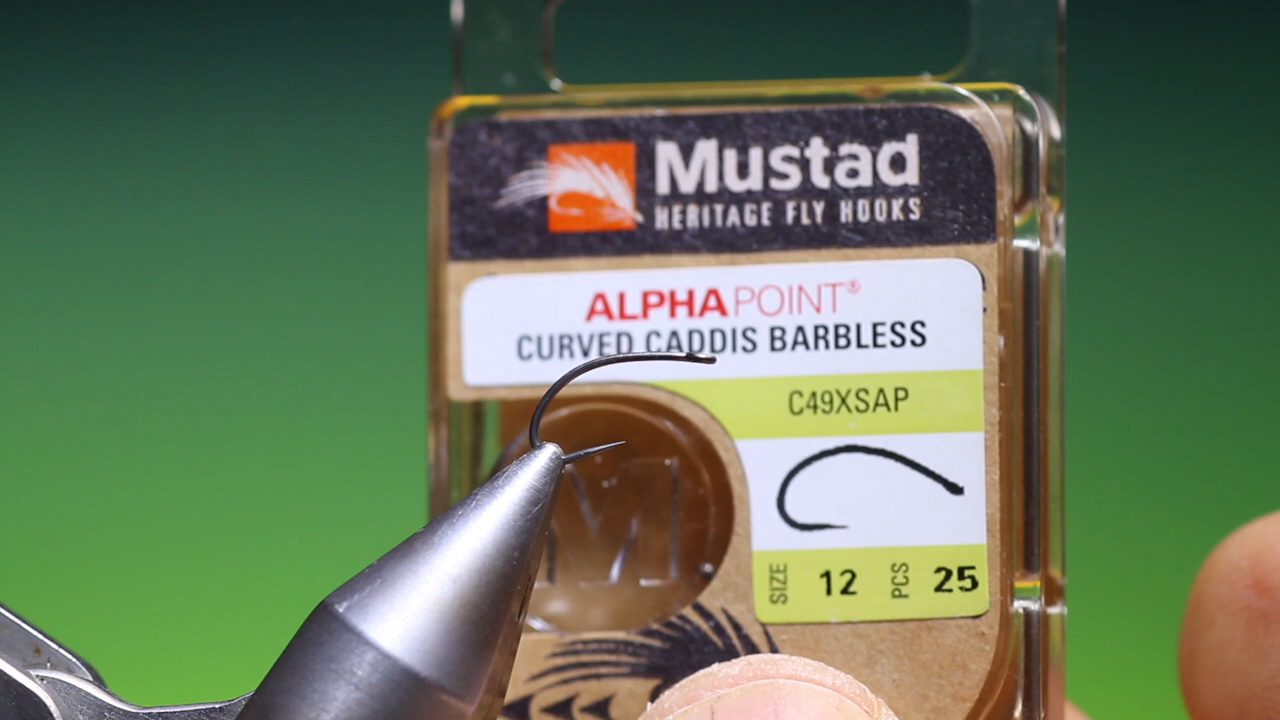 Mustad
HERITAGE FLY HOOKS
ALPHAPOINT®
CURVED CADDIS BARBLESS
C49XSAP
M
SIZE 12 PCS 25